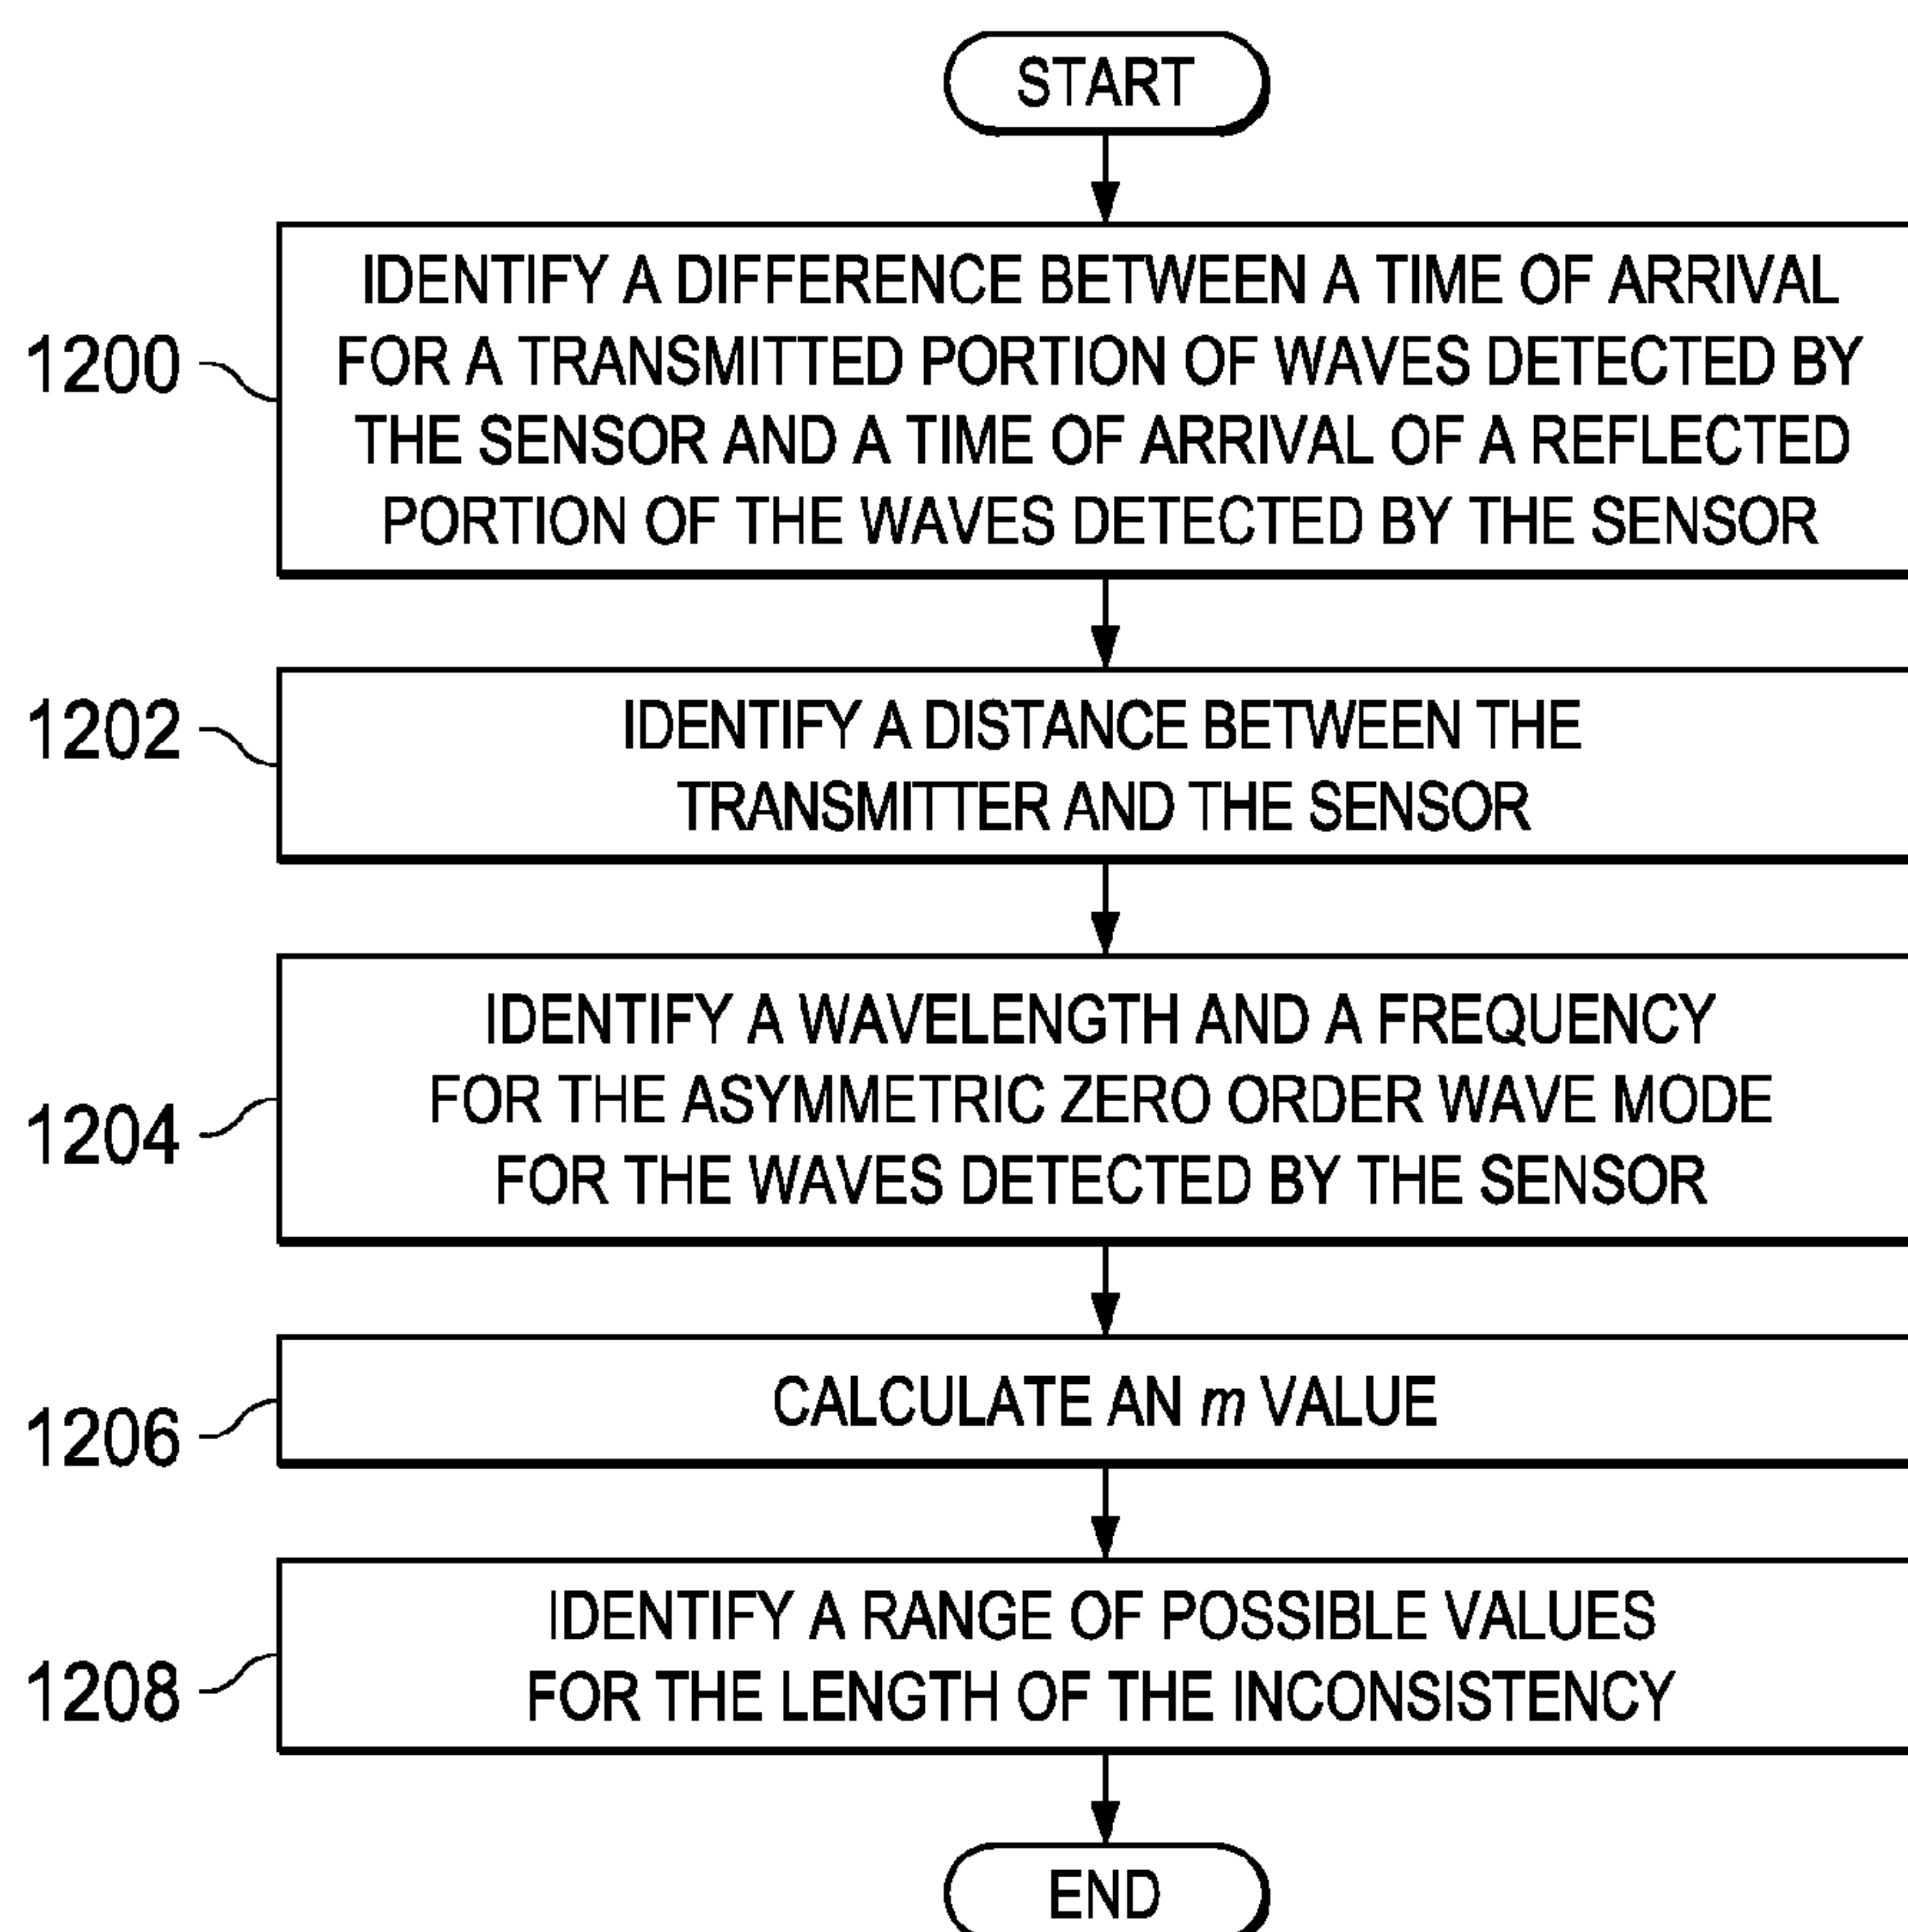 START
1200
IDENTIFY A DIFFERENCE BETWEEN A TIME OF ARRIVAL
FOR A TRANSMITTED PORTION OF WAVES DETECTED BY
THE SENSOR AND A TIME OF ARRIVAL OF A REFLECTED
PORTION OF THE WAVES DETECTED BY THE SENSOR
1202
IDENTIFY A DISTANCE BETWEEN THE
TRANSMITTER AND THE SENSOR
1204
IDENTIFY A WAVELENGTH AND A FREQUENCY
FOR THE ASYMMETRIC ZERO ORDER WAVE MODE
FOR THE WAVES DETECTED BY THE SENSOR
1206
CALCULATE AN m VALUE
1208
IDENTIFY A RANGE OF POSSIBLE VALUES
FOR THE LENGTH OF THE INCONSISTENCY
END